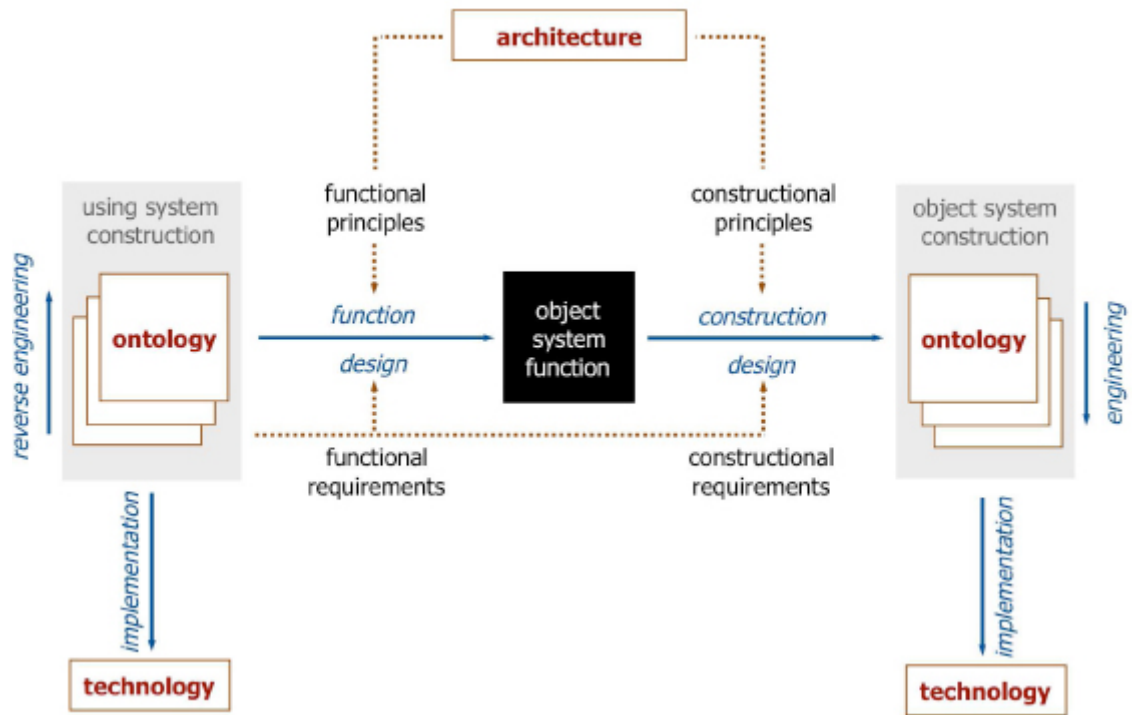 architecture
functional
principles
constructional
principles
using system
construction
object system
construction
reverse engineering
ontology
function
design
object
system
function
construction
design
ontology
engineering
functional
requirements
constructional
requirements
implementation
implementation
technology
technology